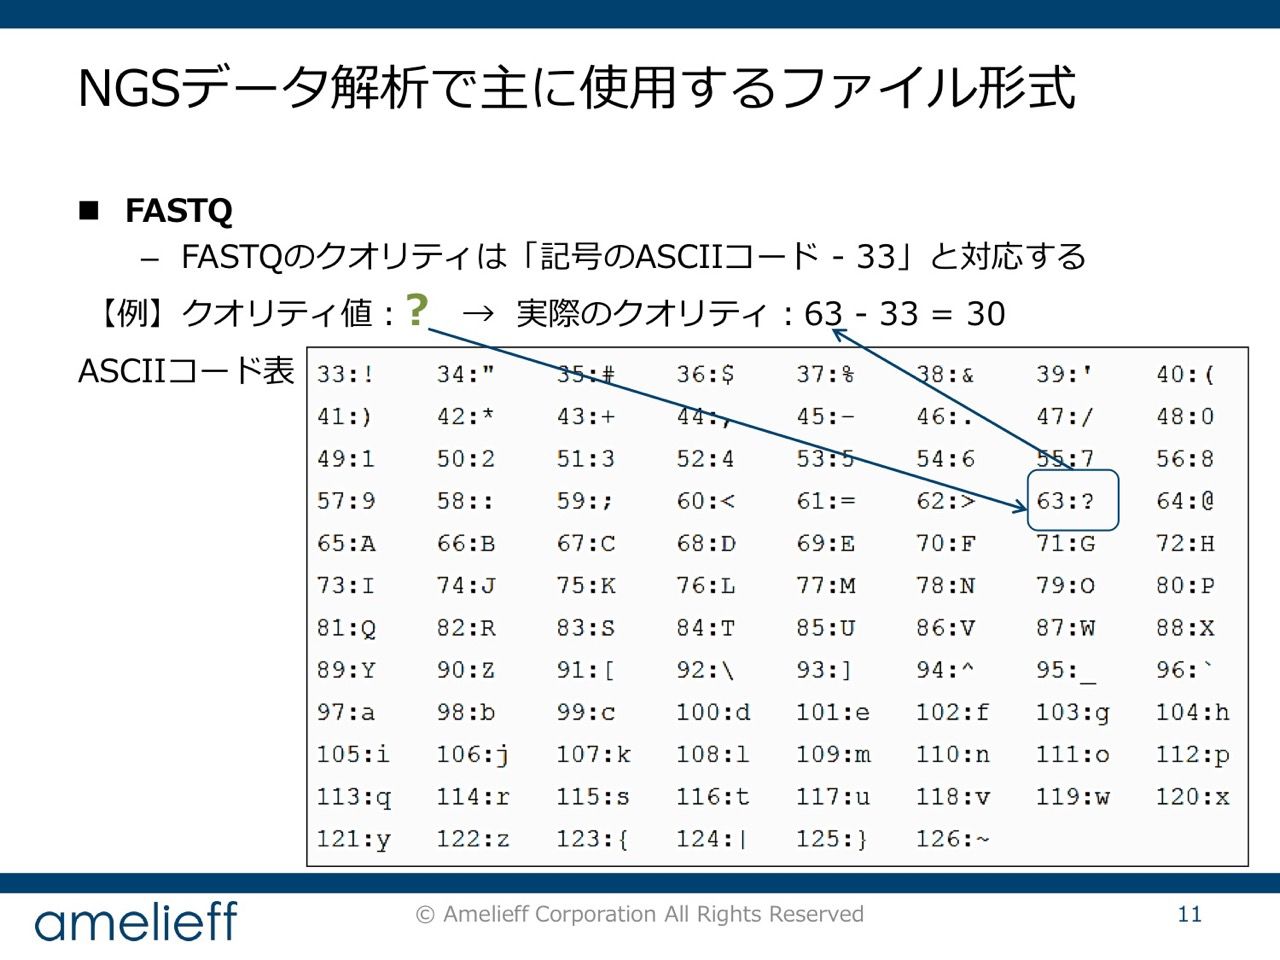 NGSデータ解析で主に使用するファイル形式
■ FASTQ
– FASTQのクオリティは「記号のASCIIコード - 33」と対応する
【例】クオリティ値：? → 実際のクオリティ：63 - 33 = 30
ASCIIコード表
33:! 34:" 35:# 36:$ 37:% 38:& 39:' 40:(
41:) 42:* 43:+ 44:, 45:- 46:. 47:/ 48:0
49:1 50:2 51:3 52:4 53:5 54:6 55:7 56:8
57:9 58:: 59:; 60:< 61:= 62:> 63:? 64:@
65:A 66:B 67:C 68:D 69:E 70:F 71:G 72:H
73:I 74:J 75:K 76:L 77:M 78:N 79:O 80:P
81:Q 82:R 83:S 84:T 85:U 86:V 87:W 88:X
89:Y 90:Z 91:[ 92:\ 93:] 94:^ 95:_ 96:`
97:a 98:b 99:c 100:d 101:e 102:f 103:g 104:h
105:i 106:j 107:k 108:l 109:m 110:n 111:o 112:p
113:q 114:r 115:s 116:t 117:u 118:v 119:w 120:x
121:y 122:z 123:{ 124:| 125:} 126:~
amelieff
© Amelieff Corporation All Rights Reserved
11